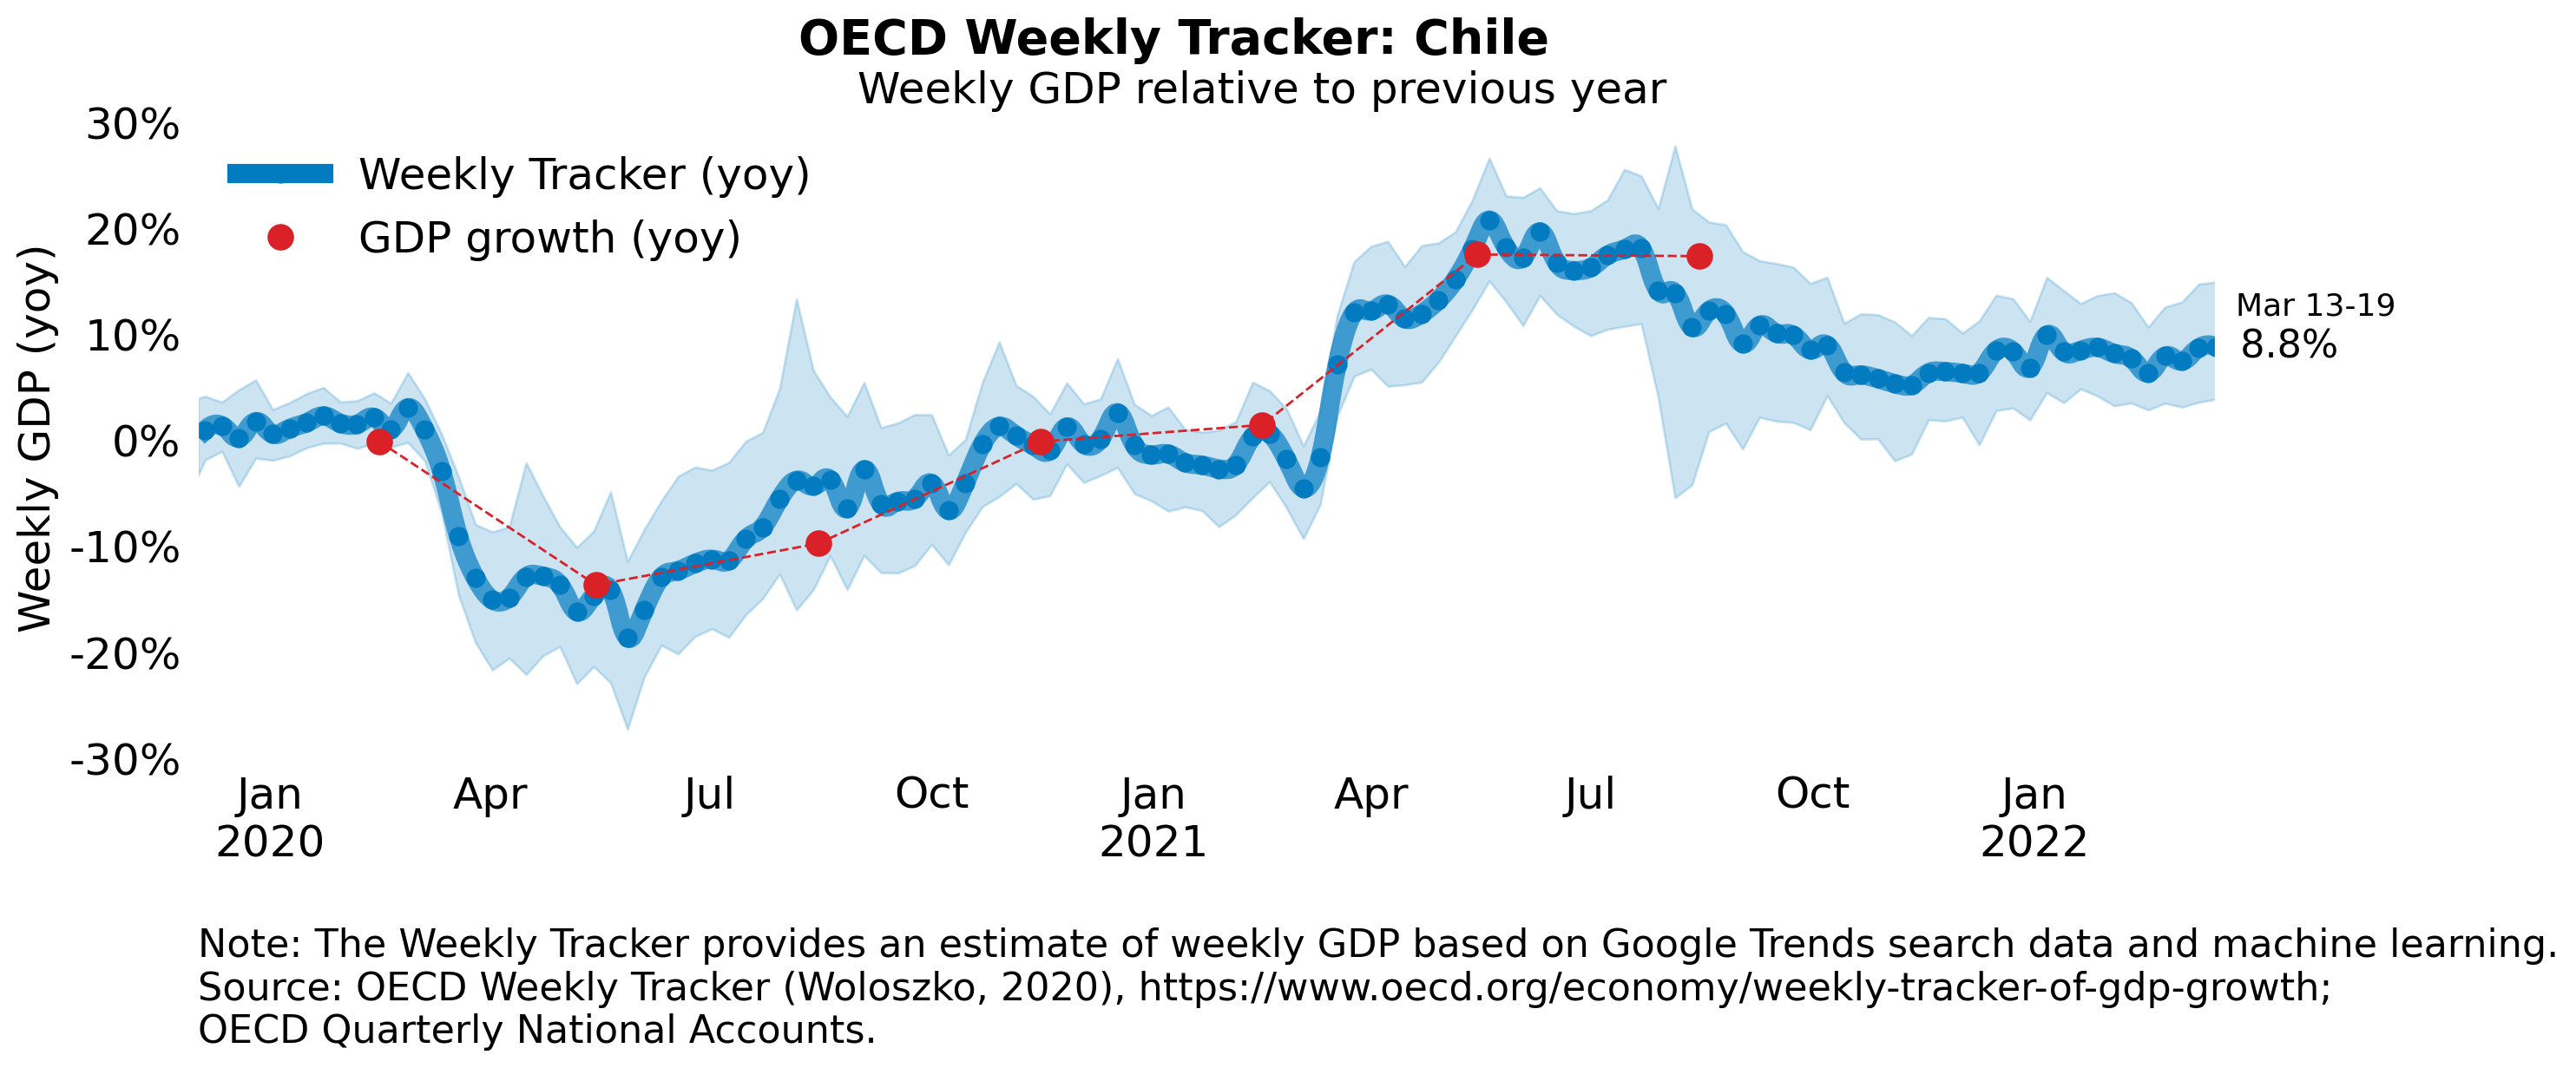 OECD Weekly Tracker: Chile
Weekly GDP relative to previous year
30%
20%
10%
0%
-10%
-20%
-30%
Weekly GDP (yoy)
Weekly Tracker (yoy)
GDP growth (yoy)
Mar 13-19
8.8%
Jan Apr Jul Oct Jan Apr Jul Oct Jan
2020 2021 2022
Note: The Weekly Tracker provides an estimate of weekly GDP based on Google Trends search data and machine learning.
Source: OECD Weekly Tracker (Woloszko, 2020), https://www.oecd.org/economy/weekly-tracker-of-gdp-growth;
OECD Quarterly National Accounts.